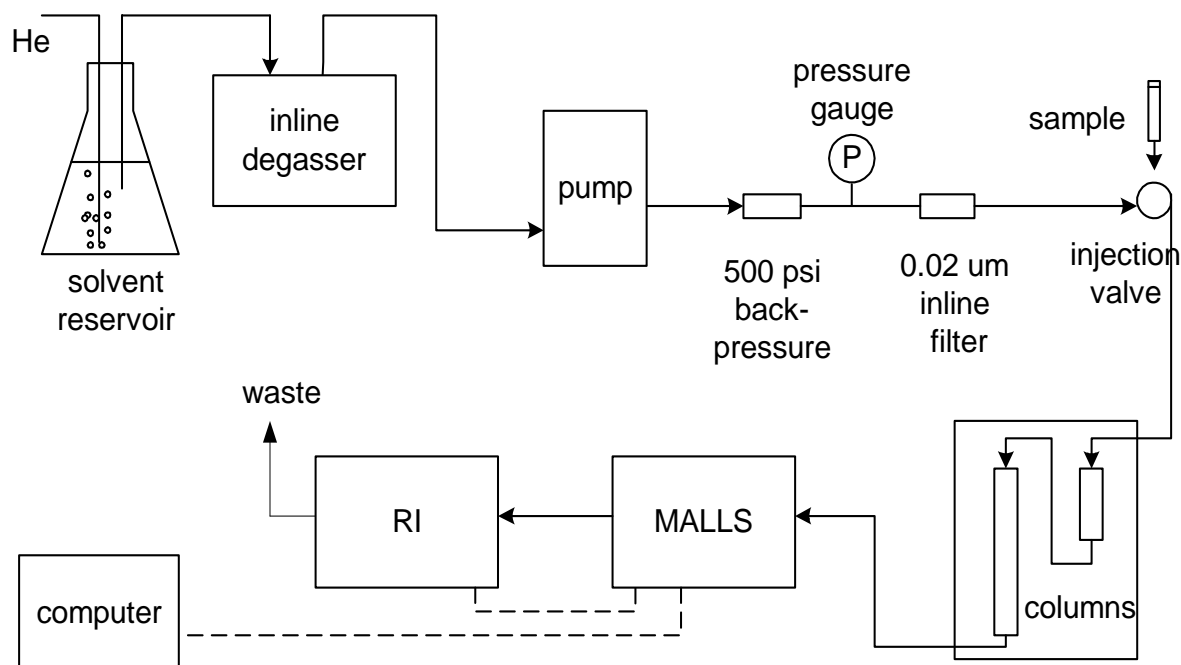 He
solvent
reservoir
inline
degasser
pump
500 psi
back-
pressure
pressure
gauge
P
0.02 um
inline
filter
sample
injection
valve
columns
MALLS
RI
waste
computer